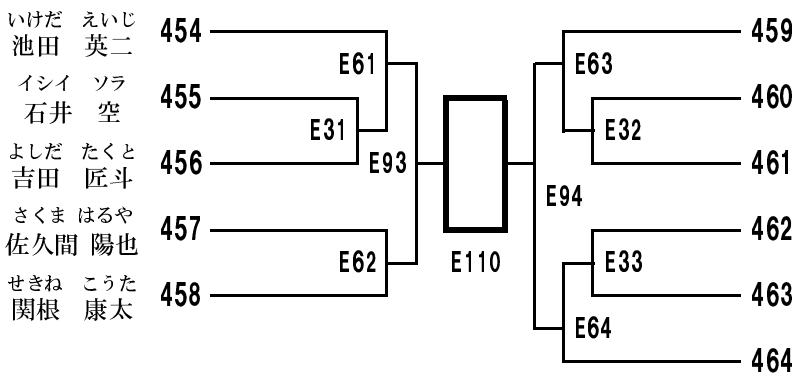 いけだ えいじ
池田 英二 454
イシイ ソラ
石井 空 455
よしだ たくと
吉田 匠斗 456
さくま はるや
佐久間 陽也 457
せきね こうた
関根 康太 458
E61
E31
E93
E62
E110
E63
E32
E94
E33
E64
459
460
461
462
463
464